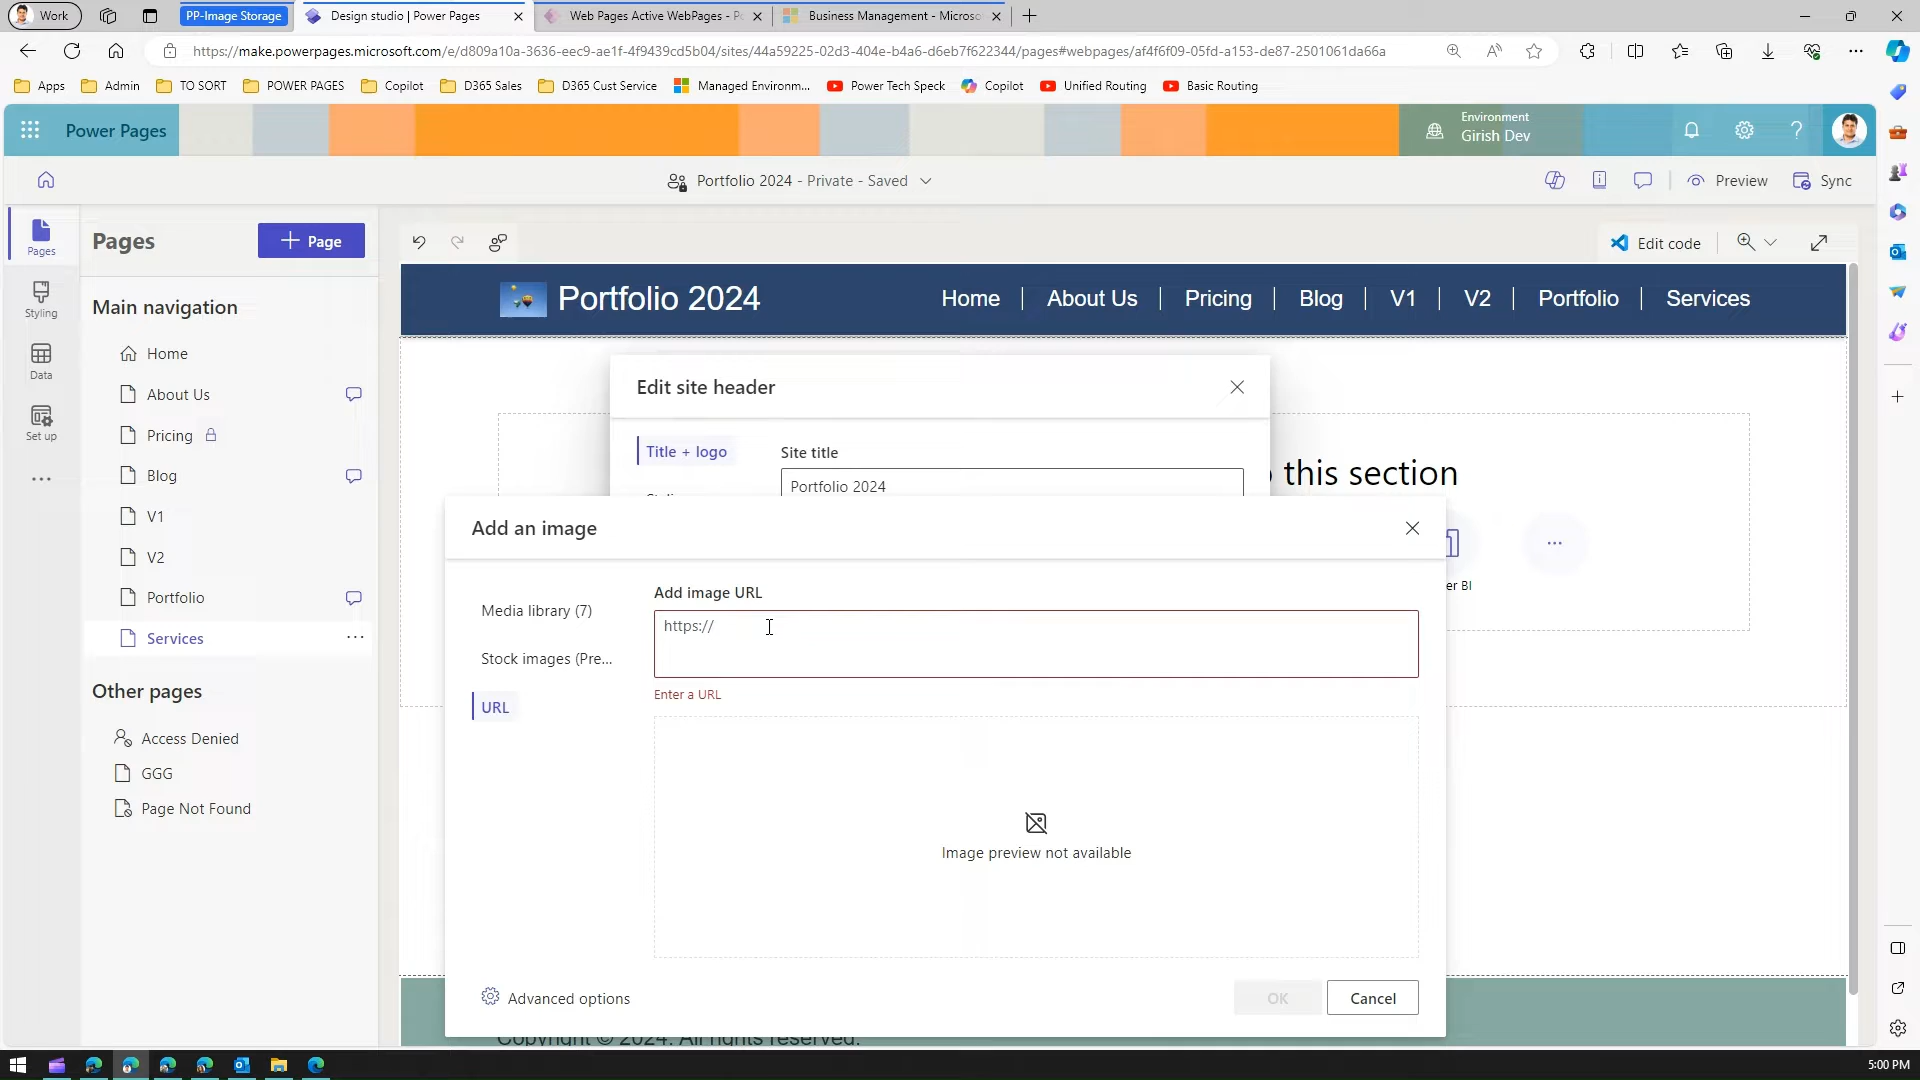 Work
PP-Image Storage
Design studio | Power Pages
Web Pages Active WebPages - P
Business Management - Microso
https://make.powerpages.microsoft.com/e/d809a10a-3636-eec9-ae1f-4f9439cd5b04/sites/44a59225-02d3-404e-b4a6-d6eb7f622344/pages#webpages/af4f6f09-05fd-a153-de87-2501061da66a
Apps
Admin
TO SORT
POWER PAGES
Copilot
D365 Sales
D365 Cust Service
Managed Environm...
Power Tech Speck
Copilot
Unified Routing
Basic Routing
Power Pages
Environment
Girish Dev
Portfolio 2024 - Private - Saved
Preview
Sync
Pages
Styling
Data
Set up
Pages
+ Page
Main navigation
Home
About Us
Pricing
Blog
V1
V2
Portfolio
Services
Other pages
Access Denied
GGG
Page Not Found
Edit code
Portfolio 2024
Home
About Us
Pricing
Blog
V1
V2
Portfolio
Services
Edit site header
Title + logo
Site title
Portfolio 2024
this section
er BI
Add an image
Media library (7)
Stock images (Pre...
URL
Add image URL
https://
Enter a URL
Image preview not available
Advanced options
OK
Cancel
Copyright © 2024. All rights reserved.
5:00 PM